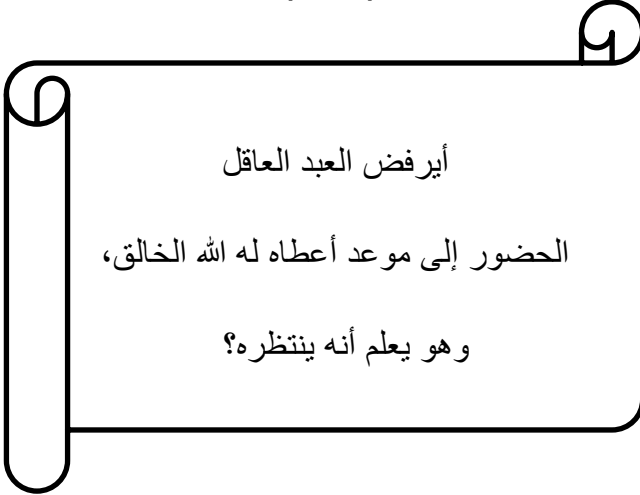 أيرفض العبد العاقل
الحضور إلى موعد أعطاه له الله الخالق،
وهو يعلم أنه ينتظره؟